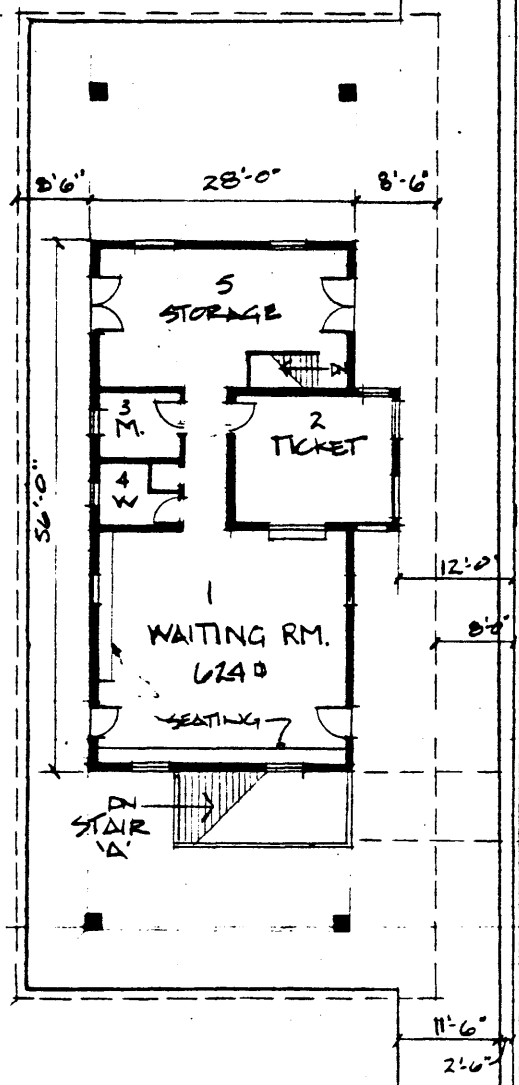 8'6"
28'-0"
8'-6"
5
STORAGE
DN
3
M.
2
TICKET
4
W
56'-0"
12'-0"
1
WAITING RM.
624
8'-0"
SEATING
DN
STAIR
'A'
11'-6"
2'-6"